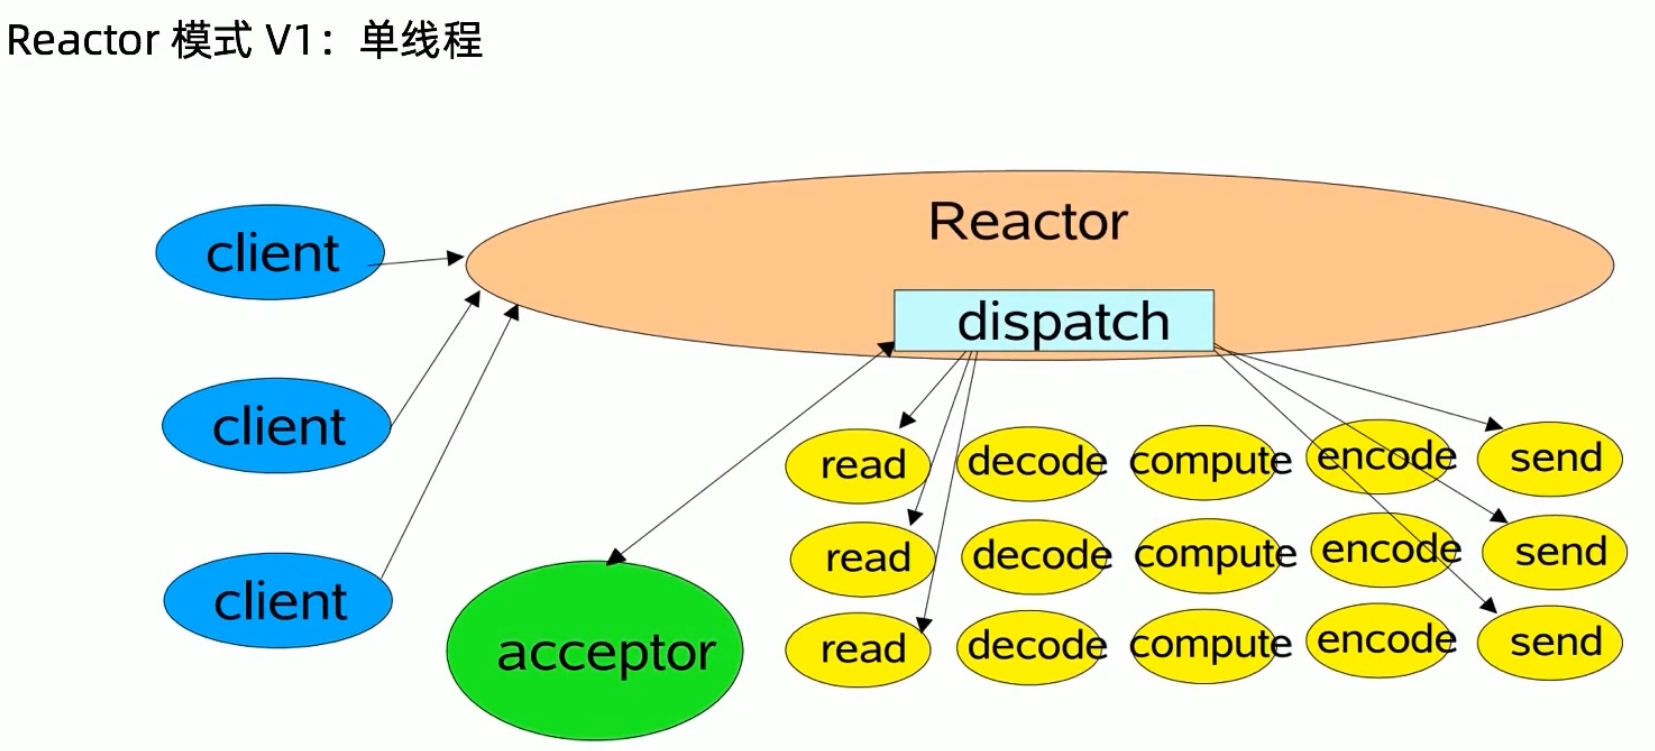 Reactor 模式 V1：单线程
Reactor
client
dispatch
client
read decode compute encode send
read decode compute encode send
client
acceptor
read decode compute encode send